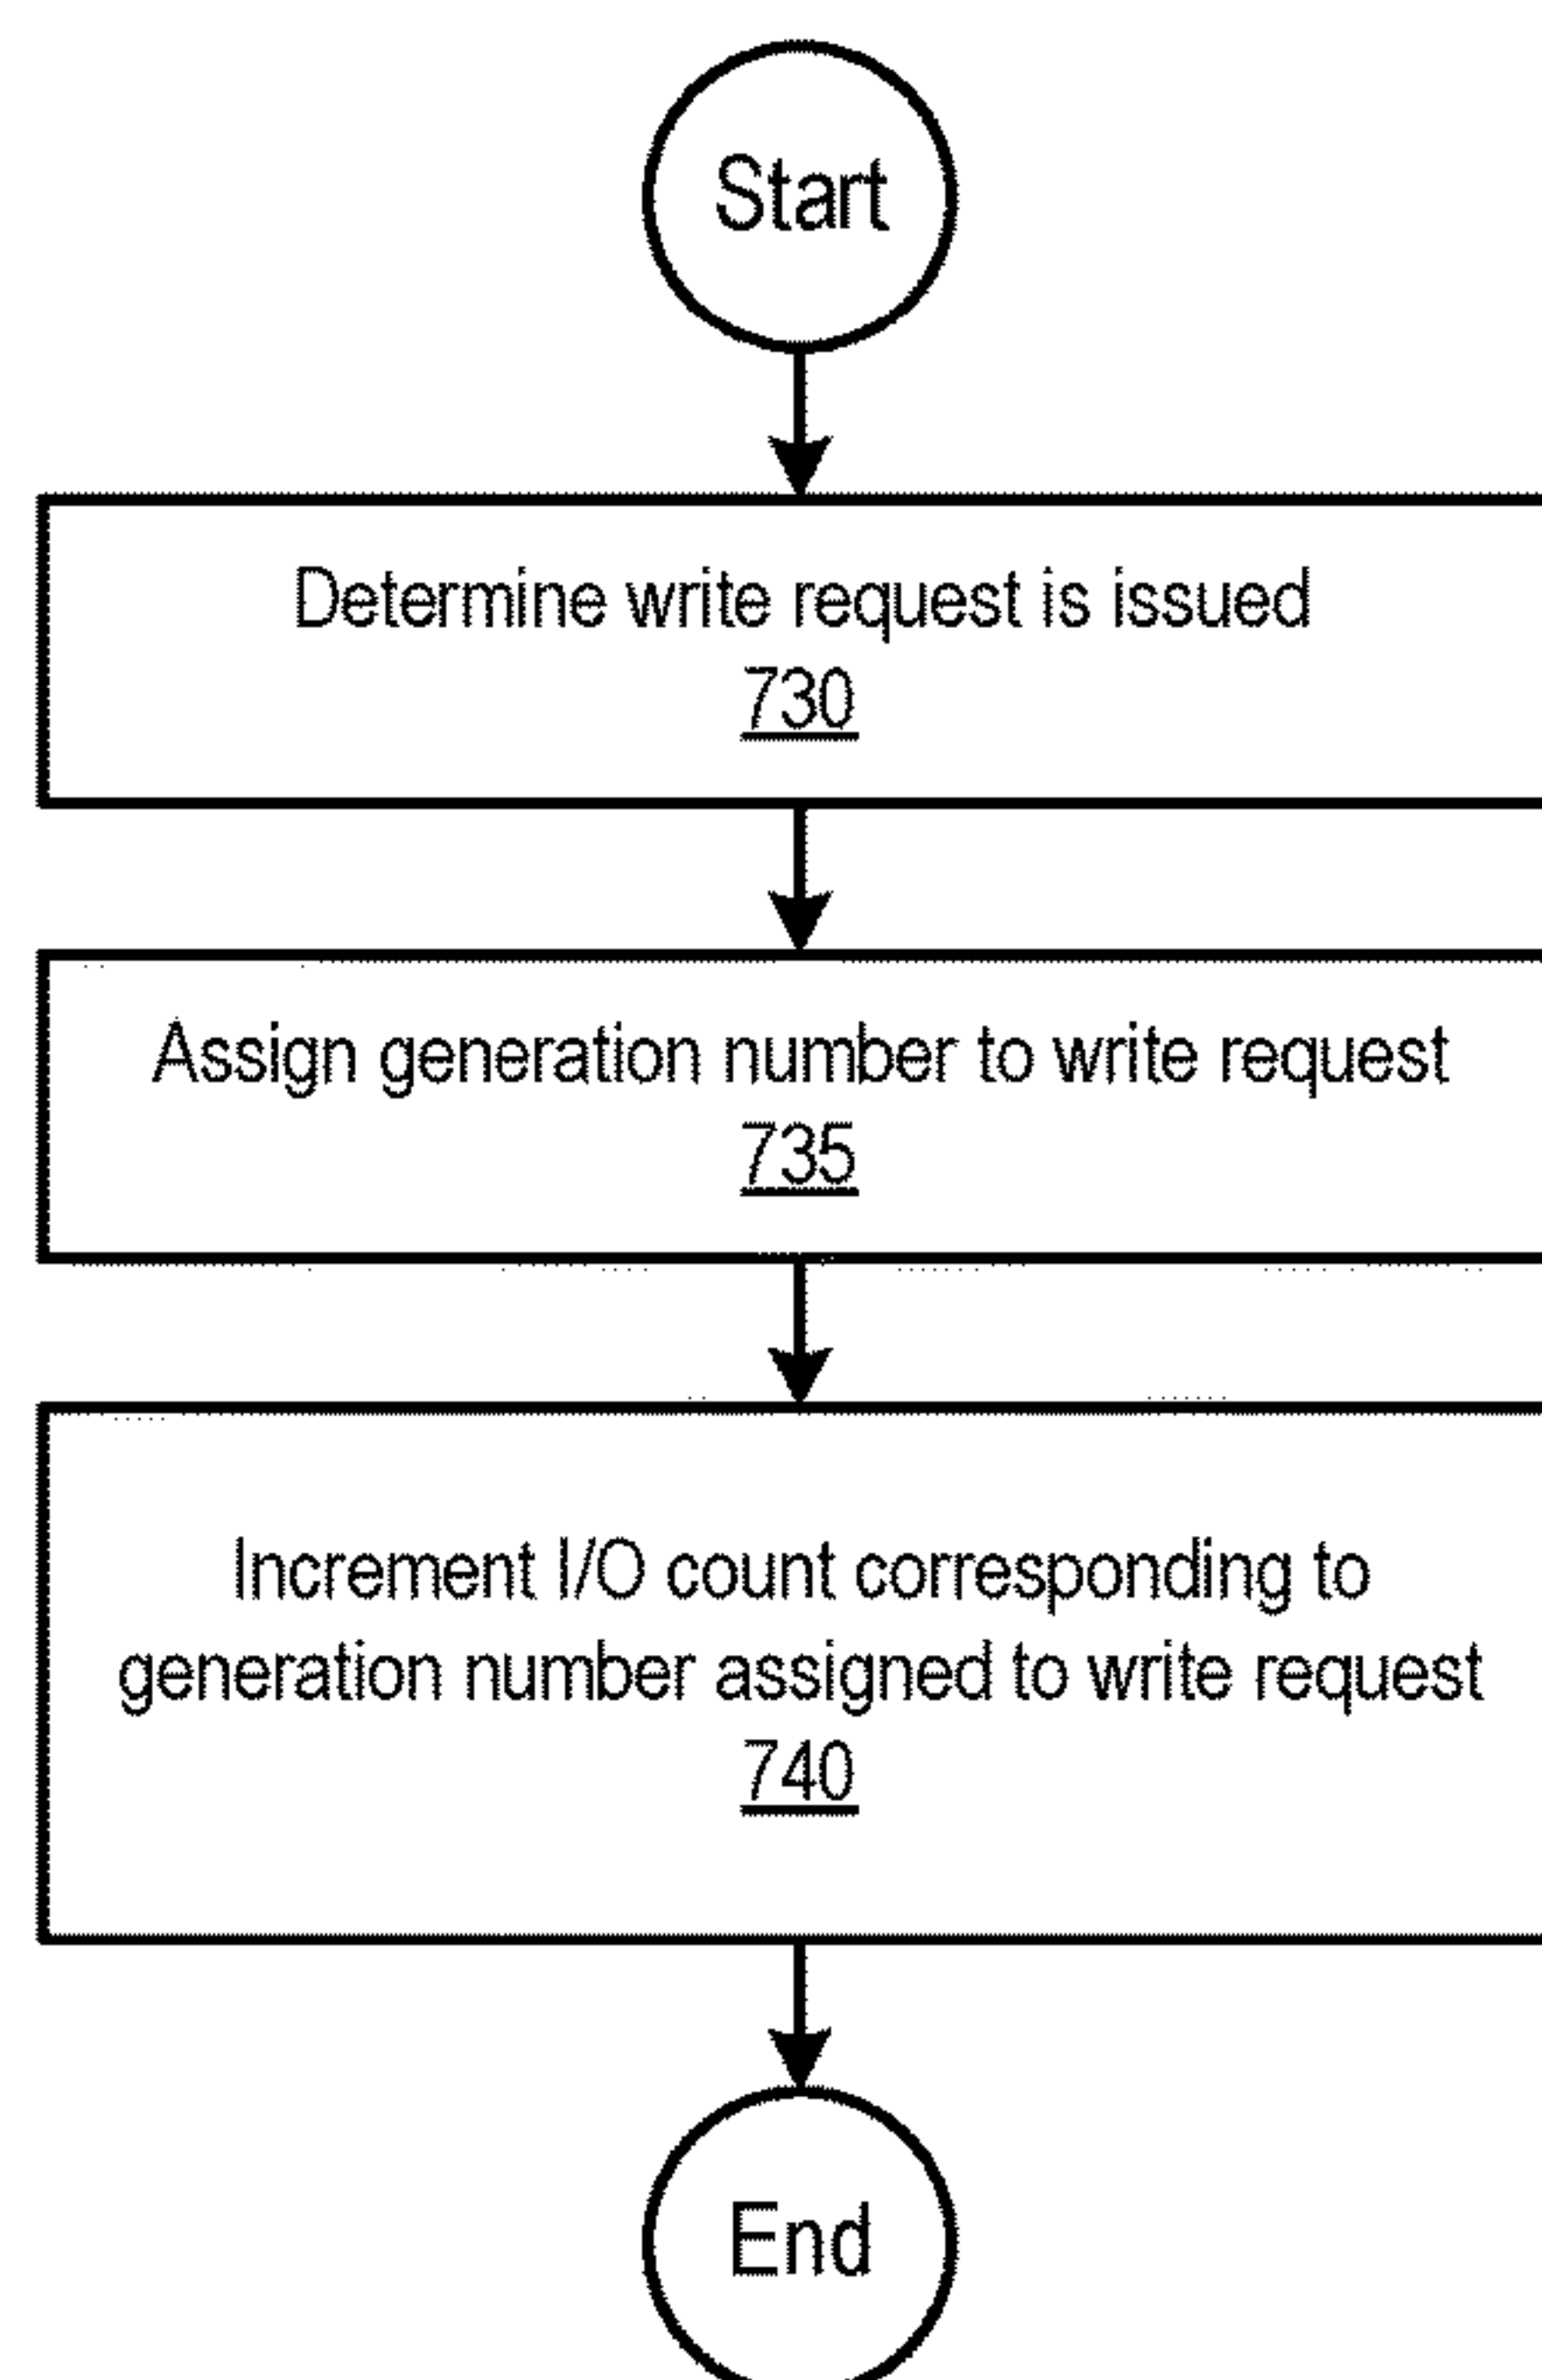 Start
Determine write request is issued
730
Assign generation number to write request
735
Increment I/O count corresponding to
generation number assigned to write request
740
End